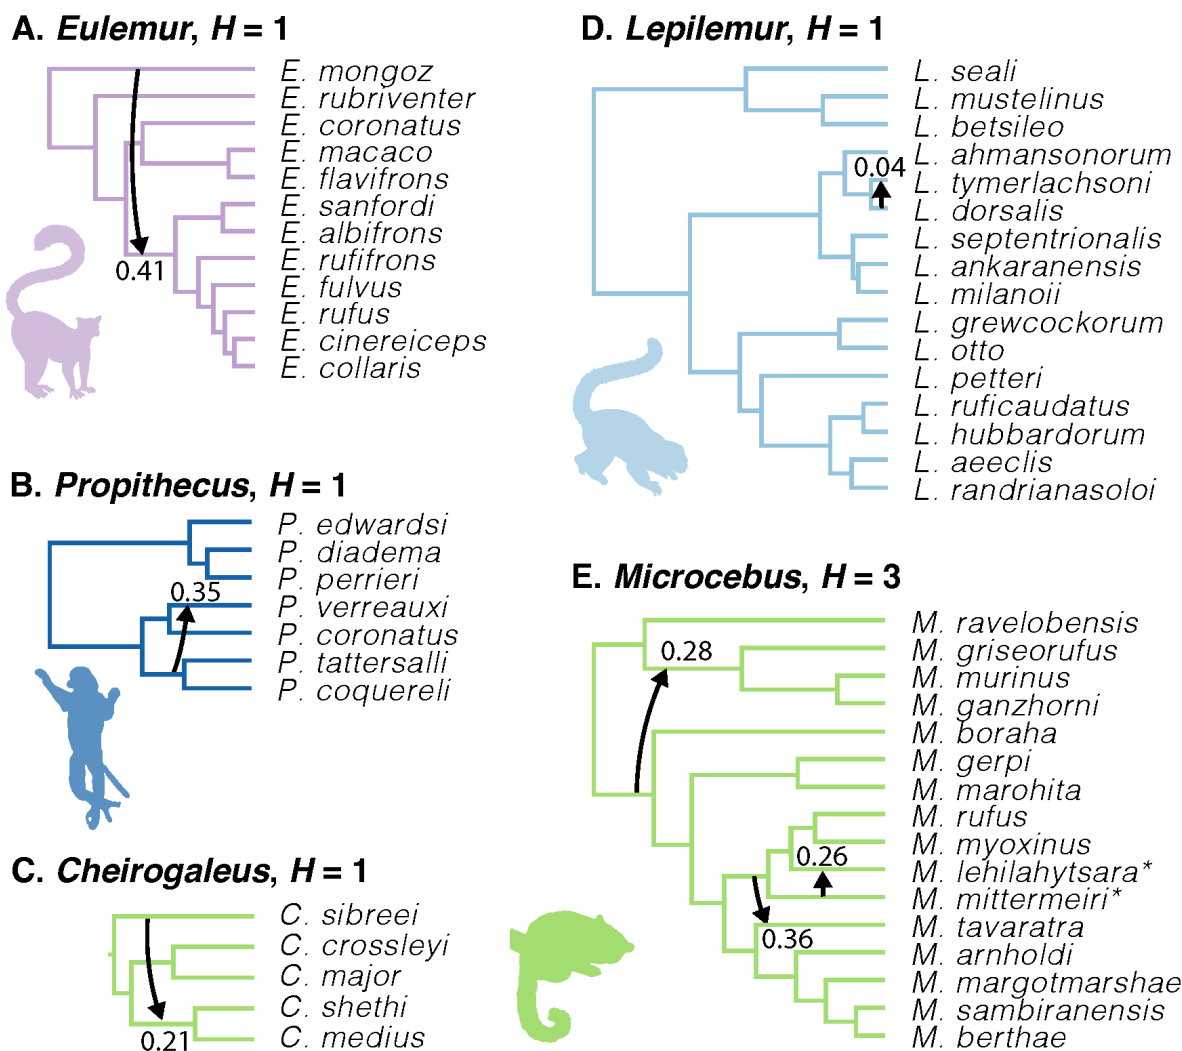 A. Eulemur, H = 1
E. mongoz
E. rubriventer
E. coronatus
E. macaco
E. flavifrons
E. sanfordi
E. albifrons
E. rufifrons
0.41
E. fulvus
E. rufus
E. cinereiceps
E. collaris
B. Propithecus, H = 1
P. edwardsi
P. diadema
P. perrieri
0.35
P. verreauxi
P. coronatus
P. tattersalli
P. coquereli
C. Cheirogaleus, H = 1
C. sibreei
C. crossleyi
C. major
C. shethi
C. medius
0.21
D. Lepilemur, H = 1
L. seali
L. mustelinus
L. betsileo
L. ahmansonorum
0.04
L. tymerlachsoni
L. dorsalis
L. septentrionalis
L. ankaranensis
L. milanoii
L. grewcockorum
L. otto
L. petteri
L. ruficaudatus
L. hubbardorum
L. aeeclis
L. randrianasoloi
E. Microcebus, H = 3
M. ravelobensis
0.28
M. griseorufus
M. murinus
M. ganzhorni
M. boraha
M. gerpi
M. marohita
M. rufus
M. myoxinus
0.26
M. lehilahytsara*
M. mittermeiri*
M. tavaratra
0.36
M. arnholdi
M. margotmarshae
M. sambiranensis
M. berthae